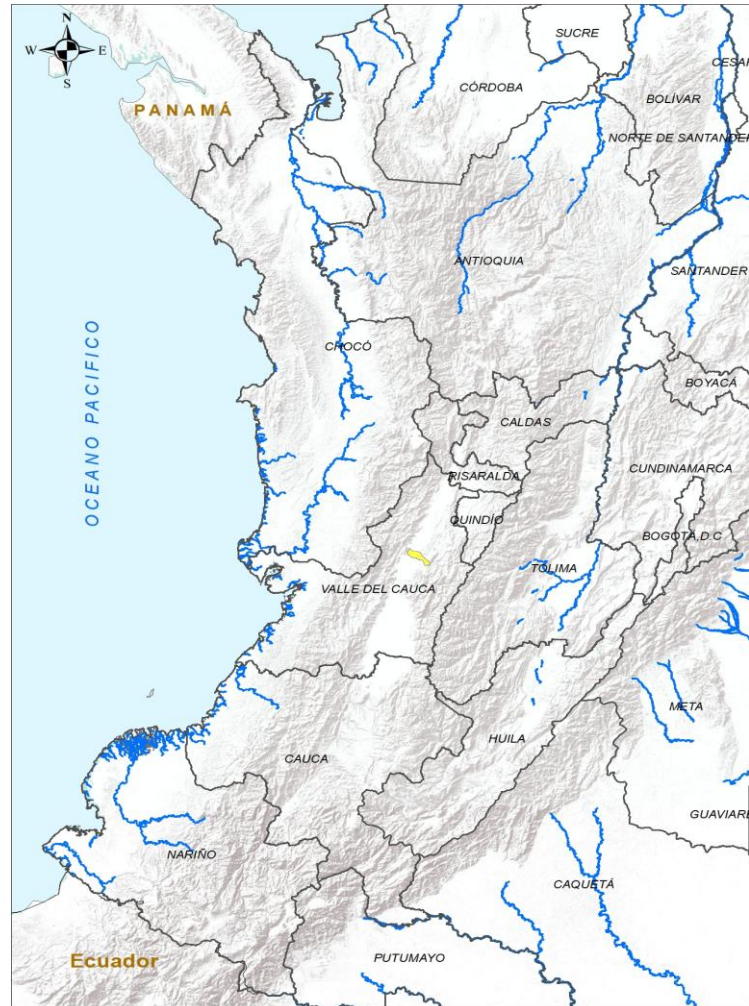 N
W E
S
SUCRE
CESAR
CÓRDOBA
BOLÍVAR
PANAMÁ
NORTE DE SANTANDER
ANTIOQUIA
SANTANDER
OCEANO PACIFICO
CHOCÓ
BOYACÁ
CALDAS
CUNDINAMARCA
RISARALDA
QUINDÍO
BOGOTÁ,D.C
TOLIMA
VALLE DEL CAUCA
META
HUILA
CAUCA
GUAVIARE
NARIÑO
CAQUETÁ
Ecuador
PUTUMAYO